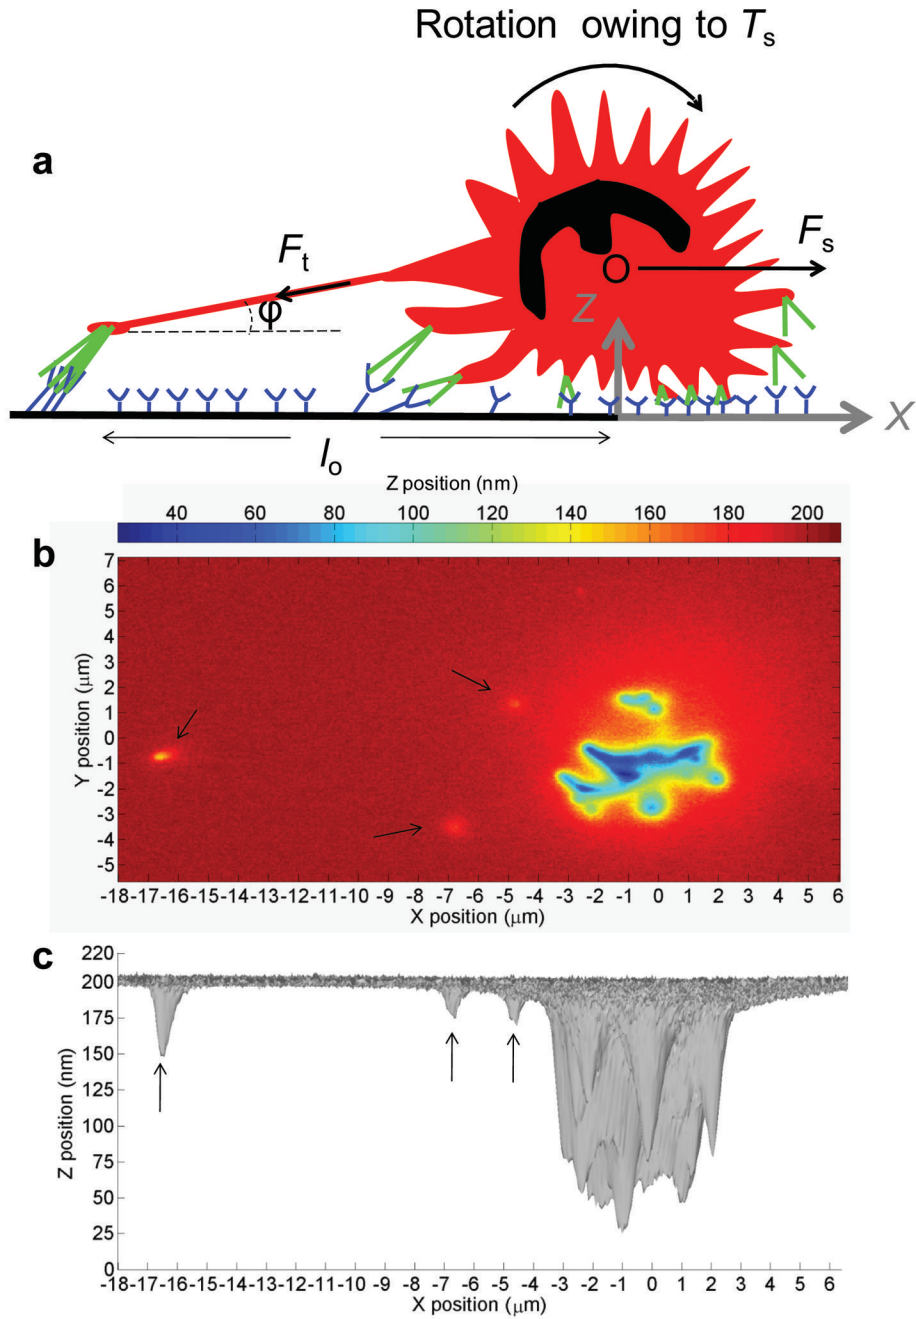 Rotation owing to Ts
a
Fs
Ft
O
φ
Z
X
lo
Z position (nm)
40 60 80 100 120 140 160 180 200
b
7
6
5
4
3
2
1
0
-1
-2
-3
-4
-5
Y position (μm)
-18 -17 -16 -15 -14 -13 -12 -11 -10 -9 -8 -7 -6 -5 -4 -3 -2 -1 0 1 2 3 4 5 6
X position (μm)
c
220
200
175
150
125
100
75
50
25
0
Z position (nm)
-18 -17 -16 -15 -14 -13 -12 -11 -10 -9 -8 -7 -6 -5 -4 -3 -2 -1 0 1 2 3 4 5 6
X position (μm)